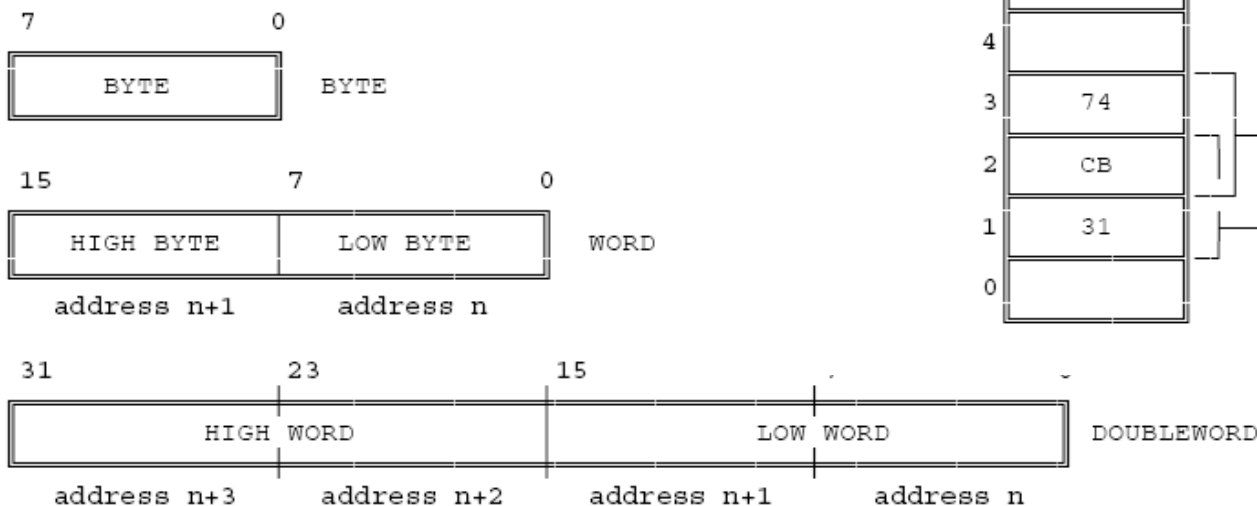 7 0
BYTE BYTE
15 7 0
HIGH BYTE LOW BYTE WORD
address n+1 address n
31 23 15
HIGH WORD LOW WORD DOUBLEWORD
address n+3 address n+2 address n+1 address n
4
3 74
2 CB
1 31
0